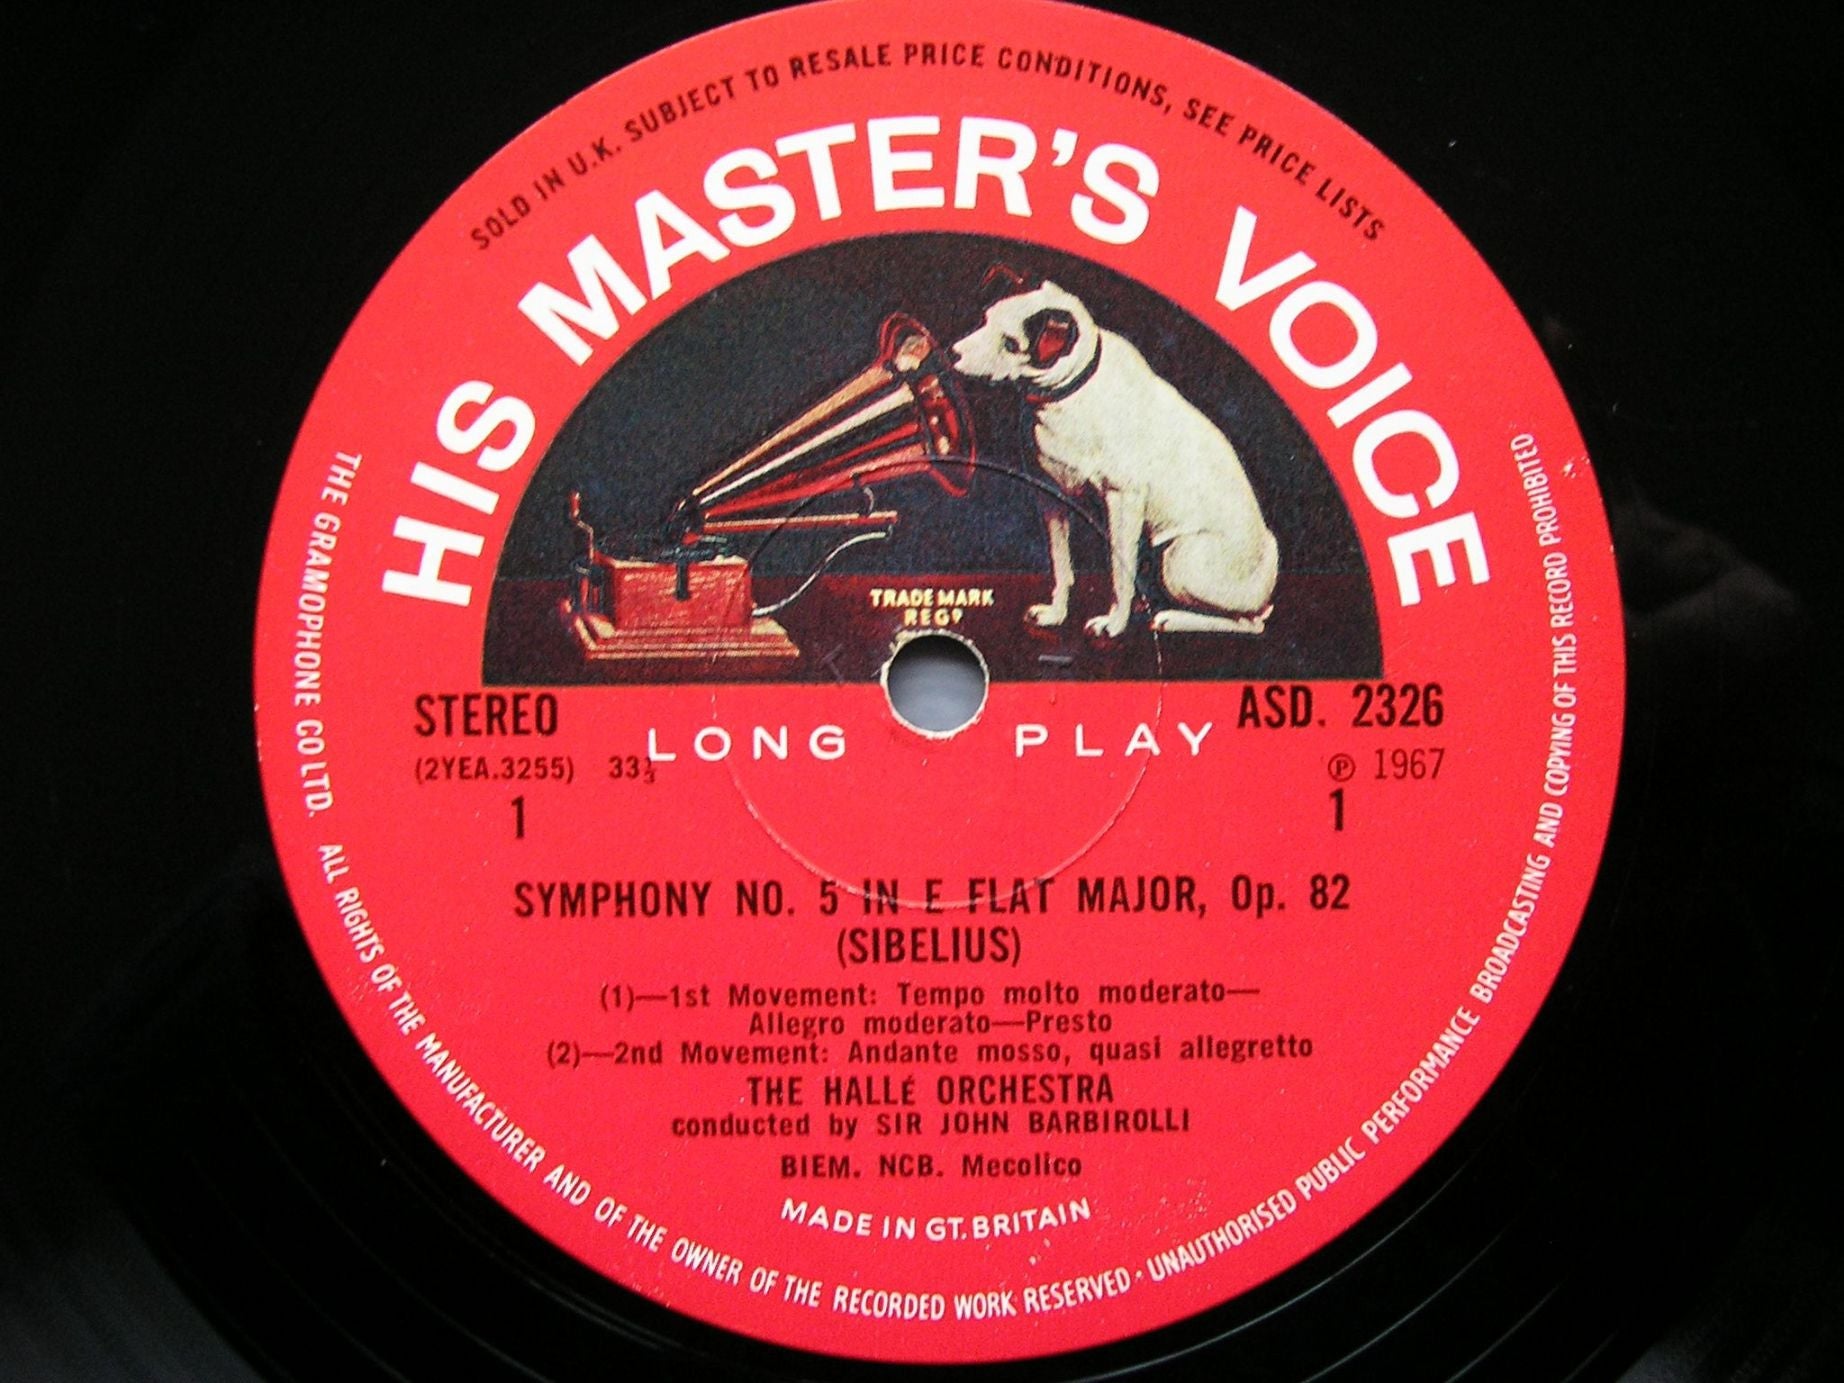 SOLD IN U.K. SUBJECT TO RESALE PRICE CONDITIONS, SEE PRICE LISTS
HIS MASTER'S VOICE
TRADE MARK
REGD
STEREO
ASD. 2326
LONG PLAY
(2YEA.3255) 33⅓
℗ 1967
1
1
SYMPHONY NO. 5 IN E FLAT MAJOR, Op. 82
(SIBELIUS)
(1)—1st Movement: Tempo molto moderato—
Allegro moderato—Presto
(2)—2nd Movement: Andante mosso, quasi allegretto
THE HALLÉ ORCHESTRA
conducted by SIR JOHN BARBIROLLI
BIEM. NCB. Mecolico
MADE IN GT. BRITAIN
THE GRAMOPHONE CO LTD. ALL RIGHTS OF THE MANUFACTURER AND OF THE OWNER OF THE RECORDED WORK RESERVED · UNAUTHORISED PUBLIC PERFORMANCE BROADCASTING AND COPYING OF THIS RECORD PROHIBITED